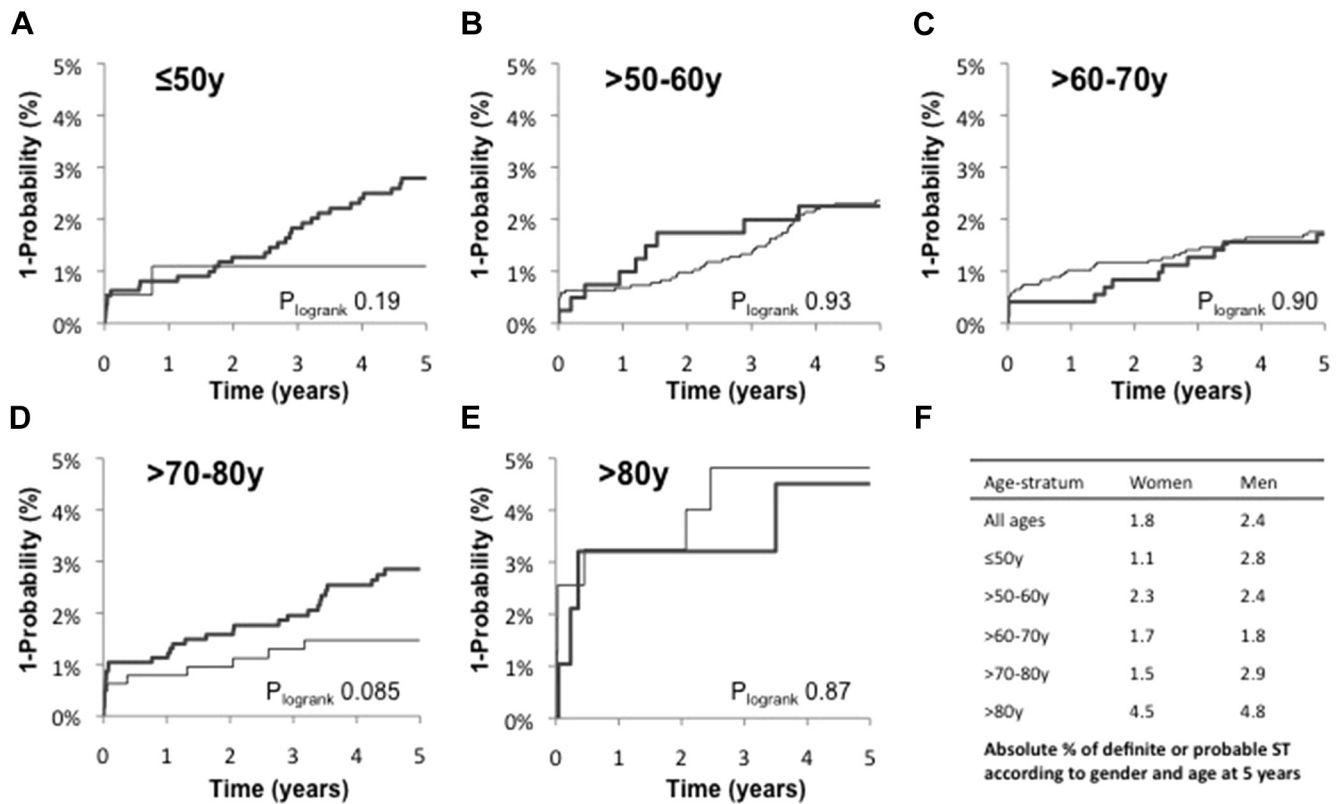 A
B
C
1-Probability (%)
5%
4%
3%
2%
1%
0%
≤50y
P logrank 0.19
0 1 2 3 4 5
Time (years)
1-Probability (%)
5%
4%
3%
2%
1%
0%
>50-60y
P logrank 0.93
0 1 2 3 4 5
Time (years)
1-Probability (%)
5%
4%
3%
2%
1%
0%
>60-70y
P logrank 0.90
0 1 2 3 4 5
Time (years)
D
E
F
1-Probability (%)
5%
4%
3%
2%
1%
0%
>70-80y
P logrank 0.085
0 1 2 3 4 5
Time (years)
1-Probability (%)
5%
4%
3%
2%
1%
0%
>80y
P logrank 0.87
0 1 2 3 4 5
Time (years)
Age-stratum Women Men
All ages 1.8 2.4
≤50y 1.1 2.8
>50-60y 2.3 2.4
>60-70y 1.7 1.8
>70-80y 1.5 2.9
>80y 4.5 4.8
Absolute % of definite or probable ST
according to gender and age at 5 years